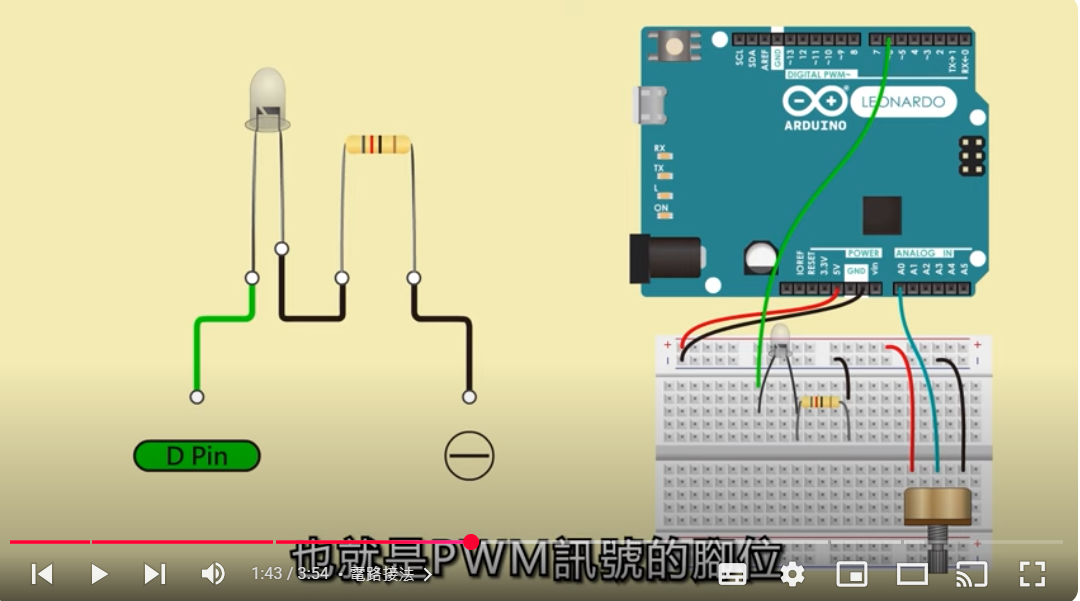 SCL
SDA
AREF
GND
~13
12
~11
~10
~9
8
7
~5
4
~3
2
TX→1
RX←0
DIGITAL PWM~
ARDUINO
LEONARDO
RX
TX
L
ON
IOREF
RESET
3.3V
5V
GND
Vin
POWER
ANALOG IN
A0
A1
A2
A3
A4
A5
D Pin
也就是PWM訊號的腳位
1:43 / 3:54 · 電路接法